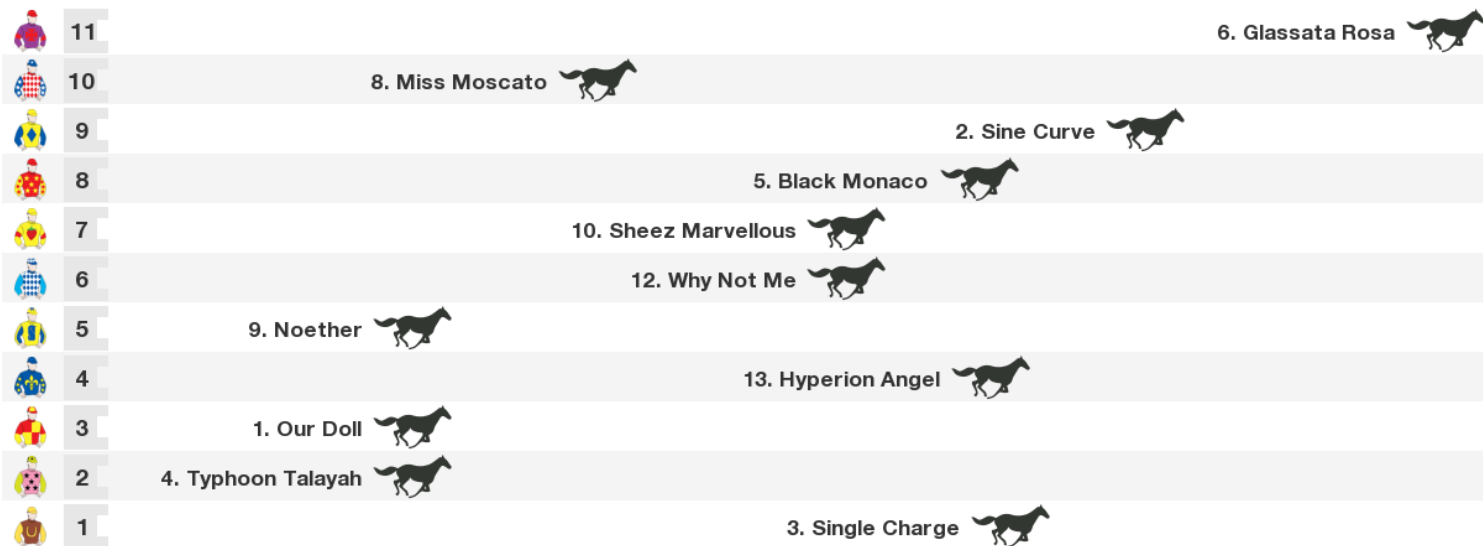 11 6. Glassata Rosa
10 8. Miss Moscato
9 2. Sine Curve
8 5. Black Monaco
7 10. Sheez Marvellous
6 12. Why Not Me
5 9. Noether
4 13. Hyperion Angel
3 1. Our Doll
2 4. Typhoon Talayah
1 3. Single Charge